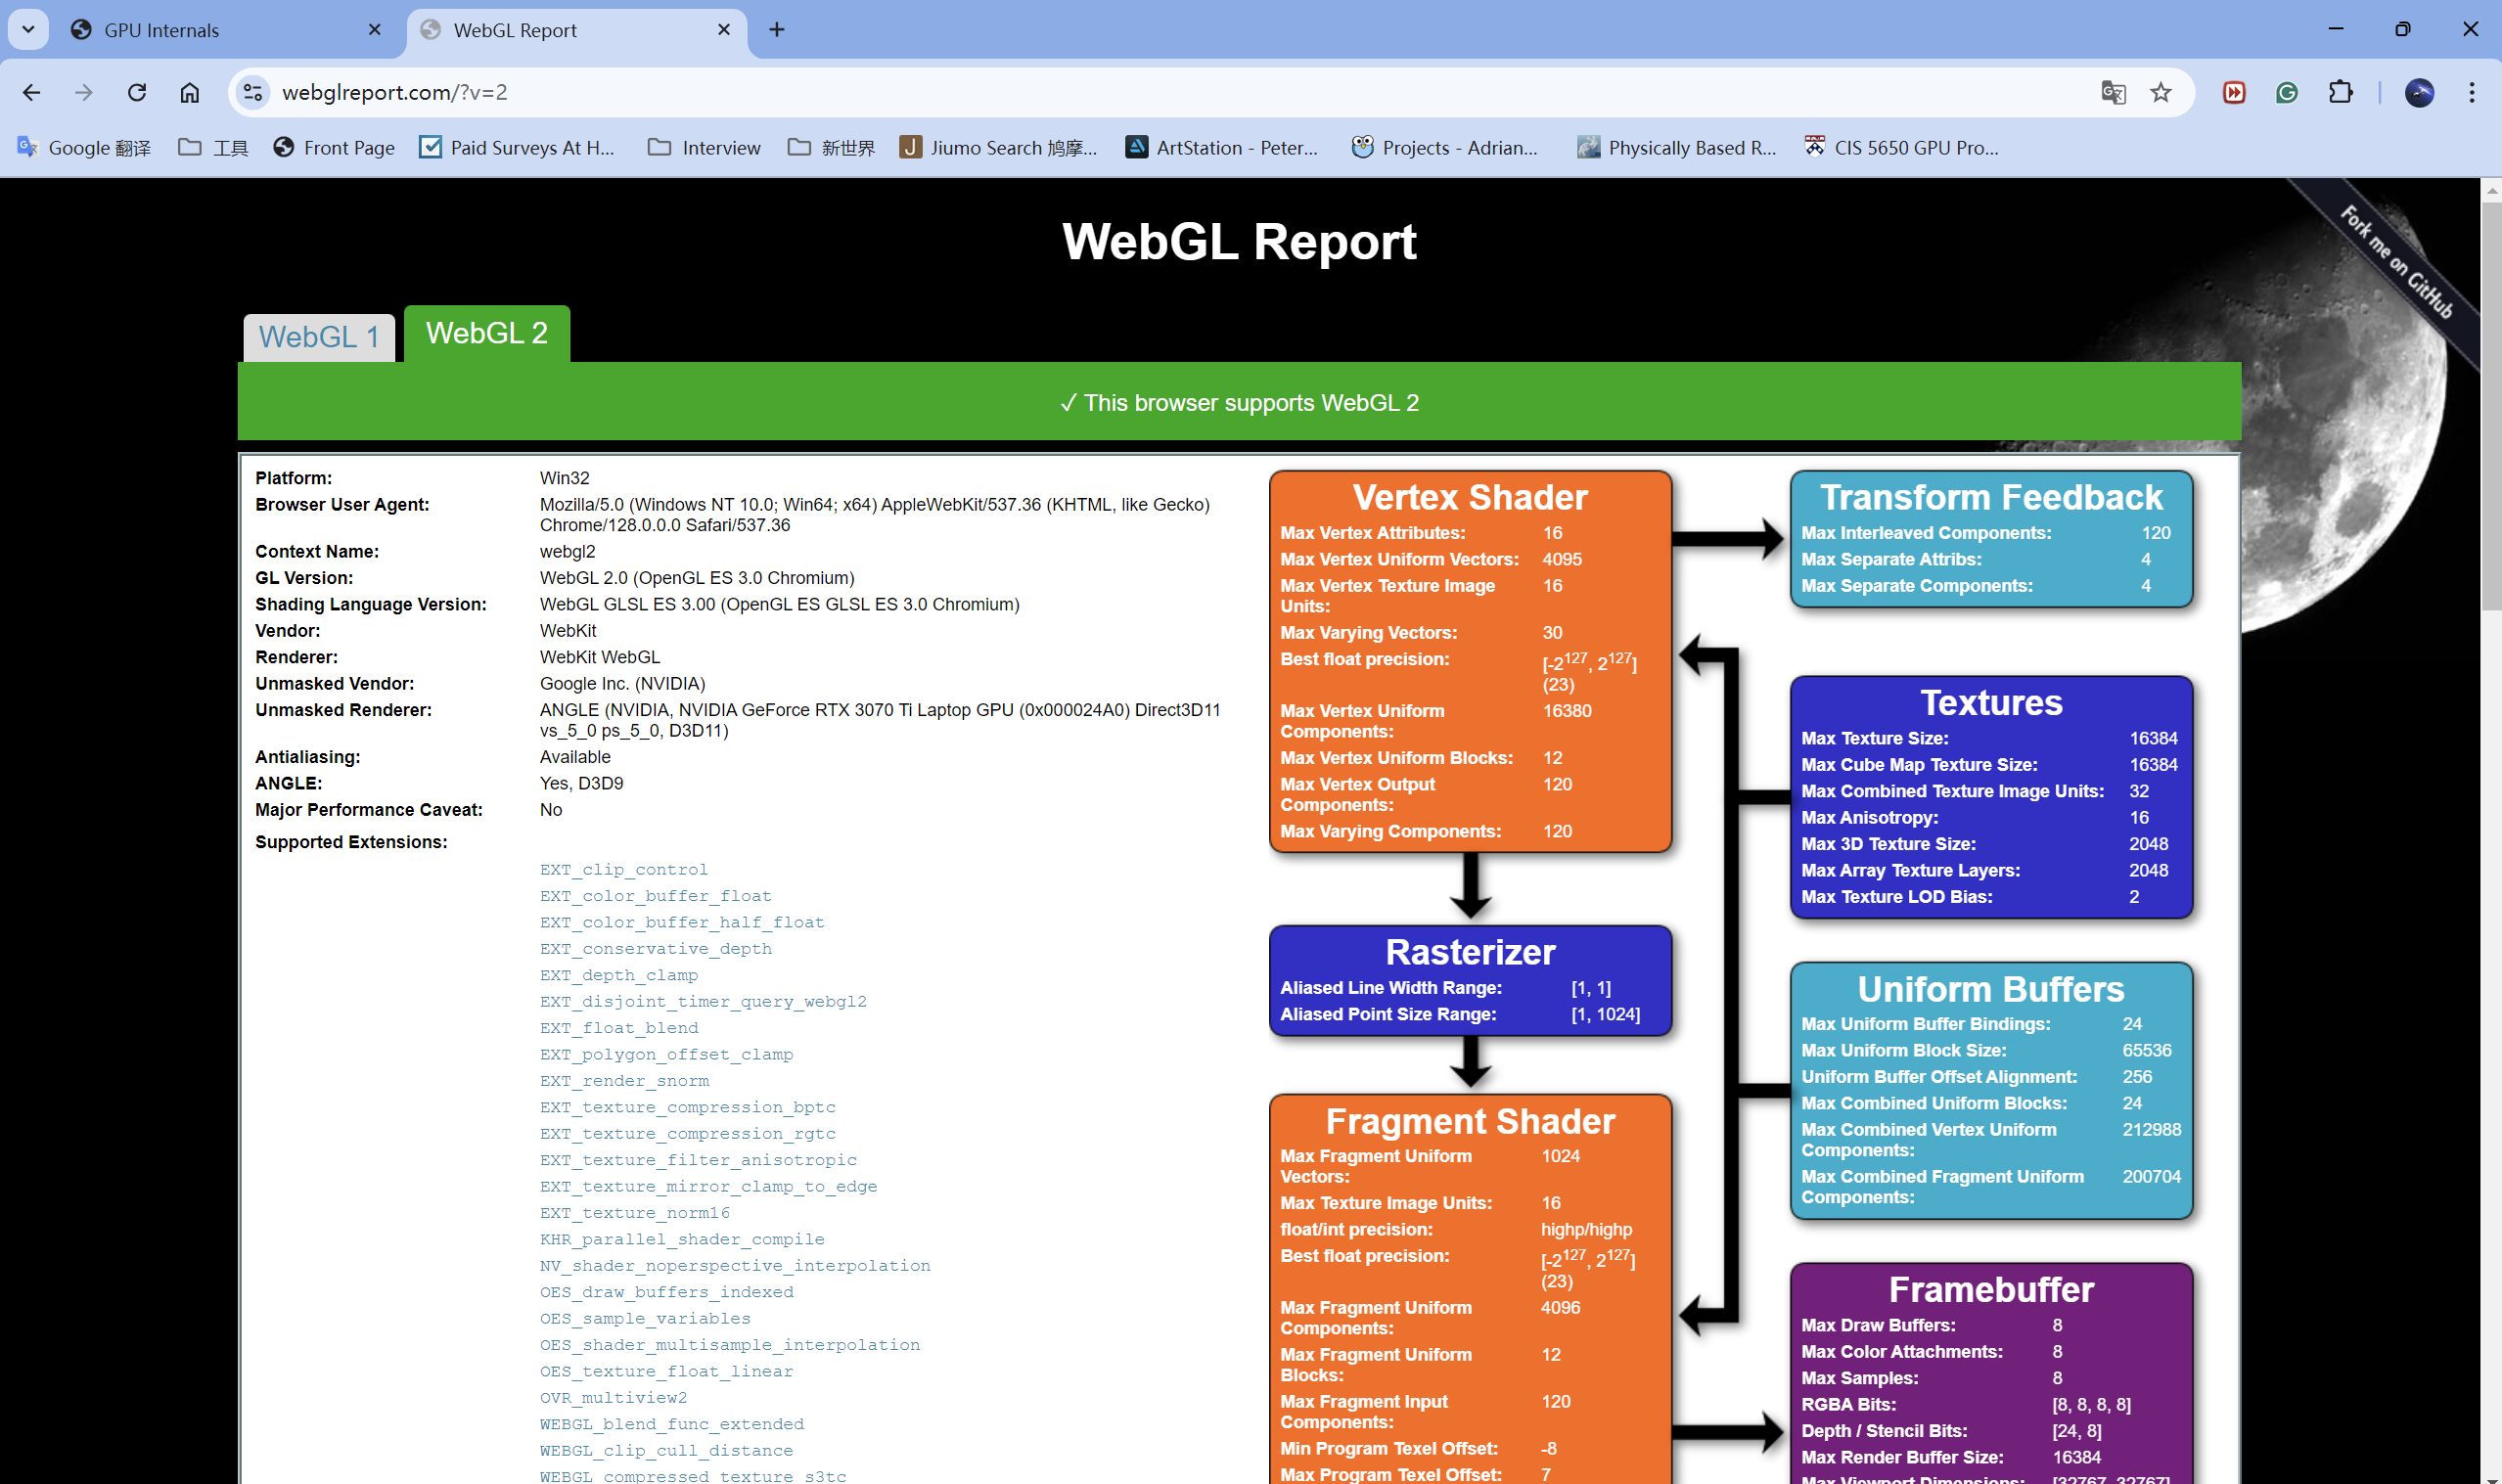 GPU Internals
WebGL Report
webglreport.com/?v=2
Google 翻译
工具
Front Page
Paid Surveys At H...
Interview
新世界
Jiumo Search 鸠摩...
ArtStation - Peter...
Projects - Adrian...
Physically Based R...
CIS 5650 GPU Pro...
Fork me on GitHub
WebGL Report
WebGL 1
WebGL 2
✓ This browser supports WebGL 2
Platform: Win32
Browser User Agent: Mozilla/5.0 (Windows NT 10.0; Win64; x64) AppleWebKit/537.36 (KHTML, like Gecko)
Chrome/128.0.0.0 Safari/537.36
Context Name: webgl2
GL Version: WebGL 2.0 (OpenGL ES 3.0 Chromium)
Shading Language Version: WebGL GLSL ES 3.00 (OpenGL ES GLSL ES 3.0 Chromium)
Vendor: WebKit
Renderer: WebKit WebGL
Unmasked Vendor: Google Inc. (NVIDIA)
Unmasked Renderer: ANGLE (NVIDIA, NVIDIA GeForce RTX 3070 Ti Laptop GPU (0x000024A0) Direct3D11
vs_5_0 ps_5_0, D3D11)
Antialiasing: Available
ANGLE: Yes, D3D9
Major Performance Caveat: No
Supported Extensions:
EXT_clip_control
EXT_color_buffer_float
EXT_color_buffer_half_float
EXT_conservative_depth
EXT_depth_clamp
EXT_disjoint_timer_query_webgl2
EXT_float_blend
EXT_polygon_offset_clamp
EXT_render_snorm
EXT_texture_compression_bptc
EXT_texture_compression_rgtc
EXT_texture_filter_anisotropic
EXT_texture_mirror_clamp_to_edge
EXT_texture_norm16
KHR_parallel_shader_compile
NV_shader_noperspective_interpolation
OES_draw_buffers_indexed
OES_sample_variables
OES_shader_multisample_interpolation
OES_texture_float_linear
OVR_multiview2
WEBGL_blend_func_extended
WEBGL_clip_cull_distance
WEBGL_compressed_texture_s3tc
Vertex Shader
Max Vertex Attributes: 16
Max Vertex Uniform Vectors: 4095
Max Vertex Texture Image 16
Units:
Max Varying Vectors: 30
Best float precision: [-2¹²⁷, 2¹²⁷]
(23)
Max Vertex Uniform 16380
Components:
Max Vertex Uniform Blocks: 12
Max Vertex Output 120
Components:
Max Varying Components: 120
Rasterizer
Aliased Line Width Range: [1, 1]
Aliased Point Size Range: [1, 1024]
Fragment Shader
Max Fragment Uniform 1024
Vectors:
Max Texture Image Units: 16
float/int precision: highp/highp
Best float precision: [-2¹²⁷, 2¹²⁷]
(23)
Max Fragment Uniform 4096
Components:
Max Fragment Uniform 12
Blocks:
Max Fragment Input 120
Components:
Min Program Texel Offset: -8
Max Program Texel Offset: 7
Transform Feedback
Max Interleaved Components: 120
Max Separate Attribs: 4
Max Separate Components: 4
Textures
Max Texture Size: 16384
Max Cube Map Texture Size: 16384
Max Combined Texture Image Units: 32
Max Anisotropy: 16
Max 3D Texture Size: 2048
Max Array Texture Layers: 2048
Max Texture LOD Bias: 2
Uniform Buffers
Max Uniform Buffer Bindings: 24
Max Uniform Block Size: 65536
Uniform Buffer Offset Alignment: 256
Max Combined Uniform Blocks: 24
Max Combined Vertex Uniform 212988
Components:
Max Combined Fragment Uniform 200704
Components:
Framebuffer
Max Draw Buffers: 8
Max Color Attachments: 8
Max Samples: 8
RGBA Bits: [8, 8, 8, 8]
Depth / Stencil Bits: [24, 8]
Max Render Buffer Size: 16384
Max Viewport Dimensions: [32767, 32767]